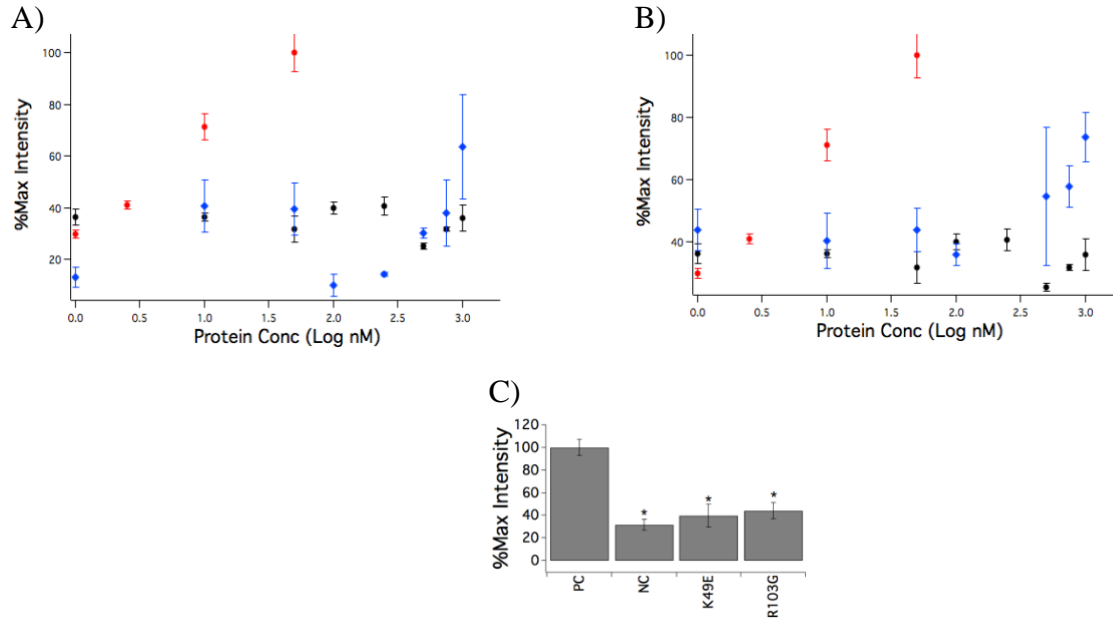 A)
%Max Intensity
100
80
60
40
20
0.0 0.5 1.0 1.5 2.0 2.5 3.0
Protein Conc (Log nM)
B)
%Max Intensity
100
80
60
40
0.0 0.5 1.0 1.5 2.0 2.5 3.0
Protein Conc (Log nM)
C)
%Max Intensity
120
100
80
60
40
20
0
* * *
PC NC K49E R103G